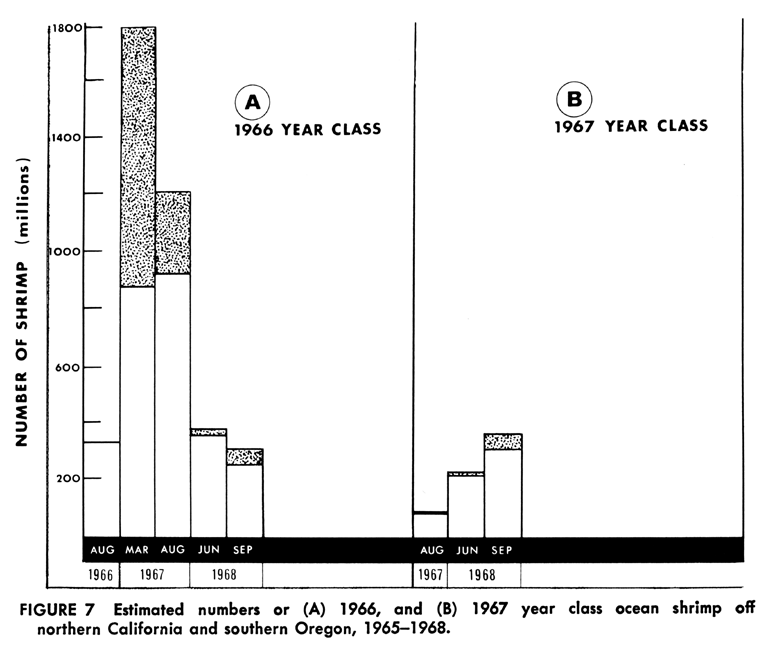 1800
1400
1000
600
200
NUMBER OF SHRIMP (millions)
A
1966 YEAR CLASS
B
1967 YEAR CLASS
AUG MAR AUG JUN SEP
1966 1967 1968
AUG JUN SEP
1967 1968
FIGURE 7 Estimated numbers or (A) 1966, and (B) 1967 year class ocean shrimp off
northern California and southern Oregon, 1965–1968.